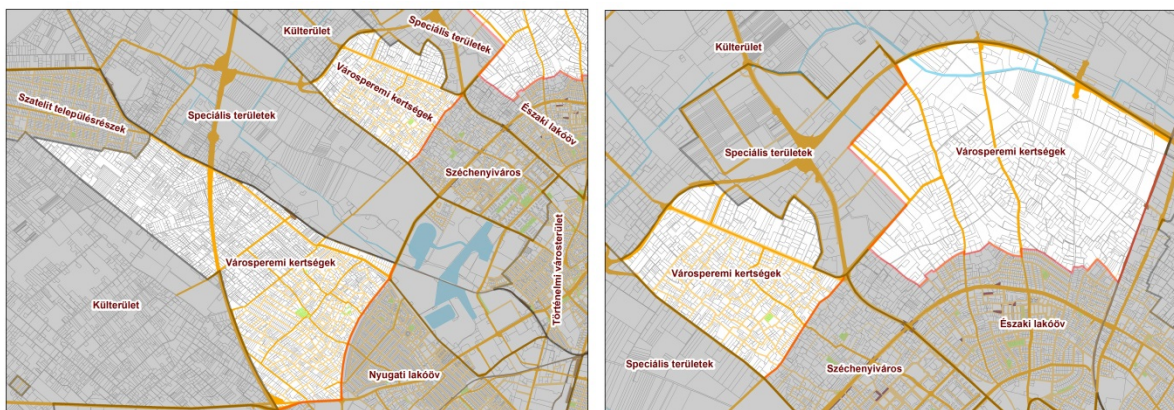 Külterület
Speciális területek
Városperemi kertségek
Szatelit településrészek
Speciális területek
Északi lakóöv
Széchenyiváros
Városperemi kertségek
Történelmi városterület
Külterület
Nyugati lakóöv
Külterület
Speciális területek
Városperemi kertségek
Városperemi kertségek
Északi lakóöv
Speciális területek
Széchenyiváros